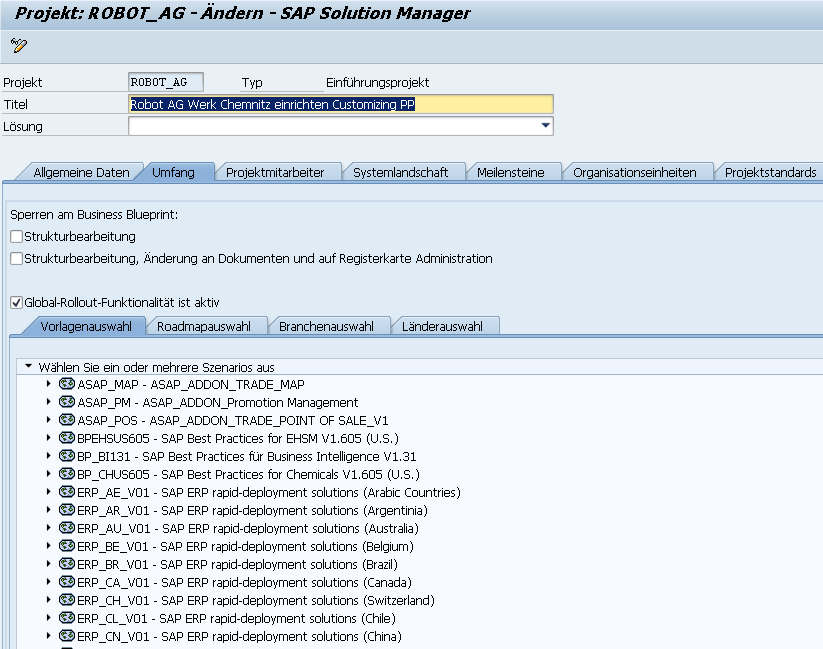 Projekt: ROBOT_AG - Ändern - SAP Solution Manager
Projekt ROBOT_AG Typ Einführungsprojekt
Titel Robot AG Werk Chemnitz einrichten Customizing PP
Lösung
Allgemeine Daten Umfang Projektmitarbeiter Systemlandschaft Meilensteine Organisationseinheiten Projektstandards
Sperren am Business Blueprint:
Strukturbearbeitung
Strukturbearbeitung, Änderung an Dokumenten und auf Registerkarte Administration
Global-Rollout-Funktionalität ist aktiv
Vorlagenauswahl Roadmapauswahl Branchenauswahl Länderauswahl
Wählen Sie ein oder mehrere Szenarios aus
ASAP_MAP - ASAP_ADDON_TRADE_MAP
ASAP_PM - ASAP_ADDON_Promotion Management
ASAP_POS - ASAP_ADDON_TRADE_POINT OF SALE_V1
BPEHSUS605 - SAP Best Practices for EHSM V1.605 (U.S.)
BP_BI131 - SAP Best Practices für Business Intelligence V1.31
BP_CHUS605 - SAP Best Practices for Chemicals V1.605 (U.S.)
ERP_AE_V01 - SAP ERP rapid-deployment solutions (Arabic Countries)
ERP_AR_V01 - SAP ERP rapid-deployment solutions (Argentinia)
ERP_AU_V01 - SAP ERP rapid-deployment solutions (Australia)
ERP_BE_V01 - SAP ERP rapid-deployment solutions (Belgium)
ERP_BR_V01 - SAP ERP rapid-deployment solutions (Brazil)
ERP_CA_V01 - SAP ERP rapid-deployment solutions (Canada)
ERP_CH_V01 - SAP ERP rapid-deployment solutions (Switzerland)
ERP_CL_V01 - SAP ERP rapid-deployment solutions (Chile)
ERP_CN_V01 - SAP ERP rapid-deployment solutions (China)